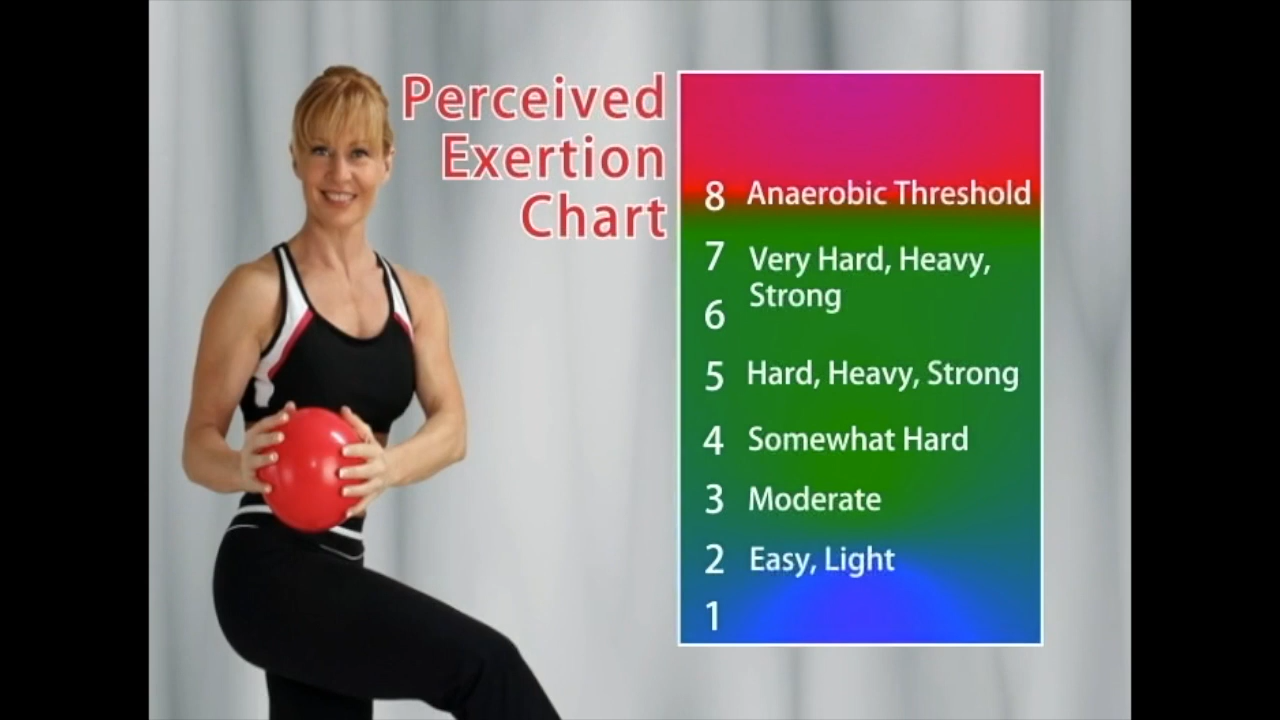 Perceived
Exertion
Chart
8 Anaerobic Threshold
7 Very Hard, Heavy,
Strong
6
5 Hard, Heavy, Strong
4 Somewhat Hard
3 Moderate
2 Easy, Light
1